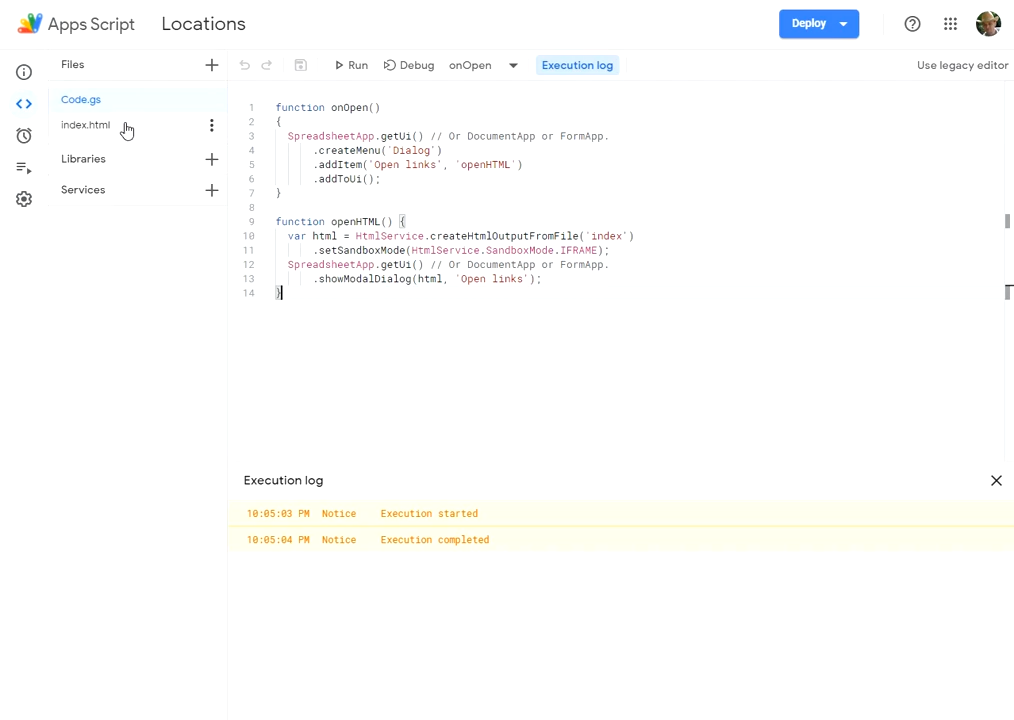 Apps Script Locations Deploy
Files Run Debug onOpen Execution log Use legacy editor
Code.gs
index.html
Libraries
Services
1 function onOpen()
2 {
3 SpreadsheetApp.getUi() // Or DocumentApp or FormApp.
4 .createMenu('Dialog')
5 .addItem('Open links', 'openHTML')
6 .addToUi();
7 }
8
9 function openHTML() {
10 var html = HtmlService.createHtmlOutputFromFile('index')
11 .setSandboxMode(HtmlService.SandboxMode.IFRAME);
12 SpreadsheetApp.getUi() // Or DocumentApp or FormApp.
13 .showModalDialog(html, 'Open links');
14 }
Execution log
10:05:03 PM Notice Execution started
10:05:04 PM Notice Execution completed